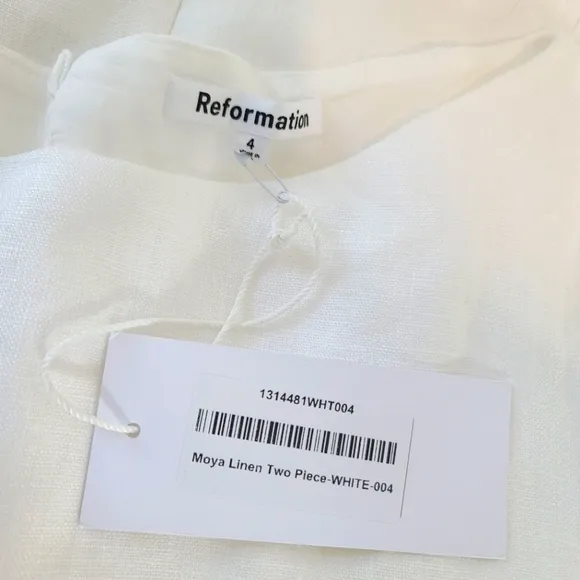 Reformation
4
1314481WHT004
Moya Linen Two Piece-WHITE-004